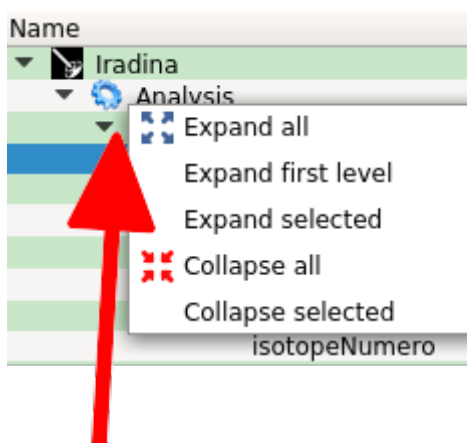 Name
Iradina
Analysis
Expand all
Expand first level
Expand selected
Collapse all
Collapse selected
isotopeNumero